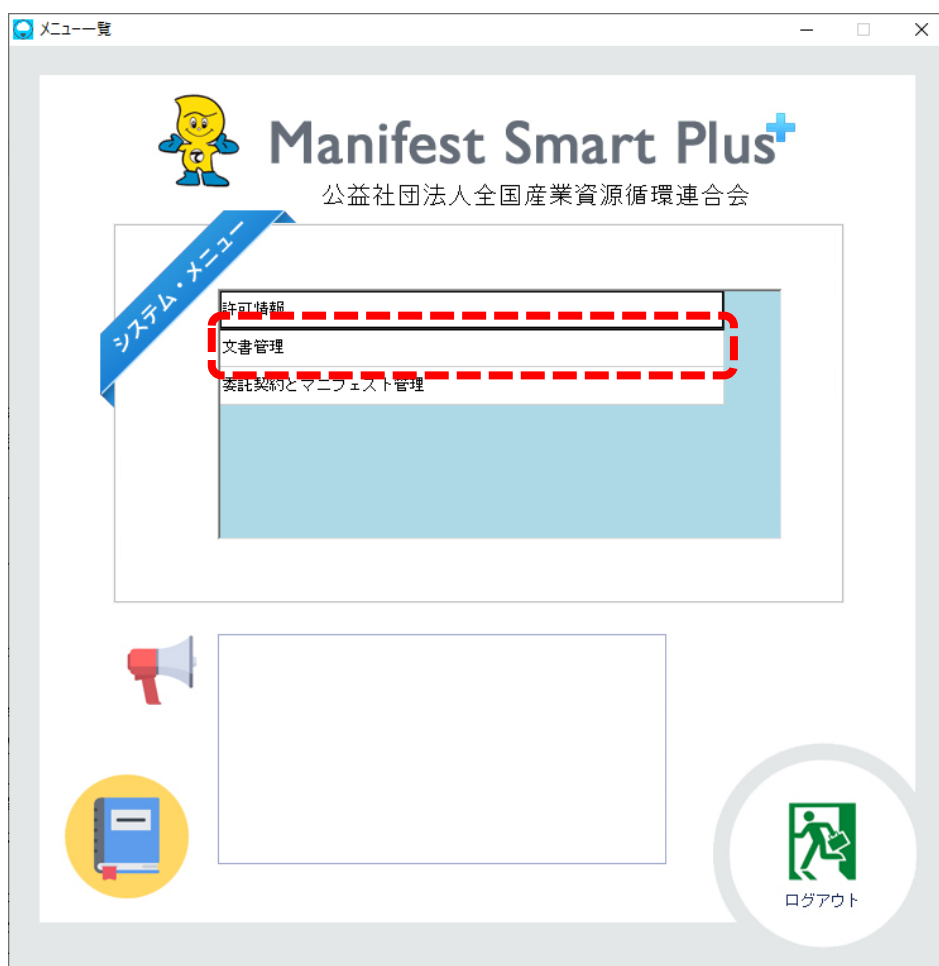 メニュー一覧
Manifest Smart Plus
公益社団法人全国産業資源循環連合会
システム・メニュー
許可情報
文書管理
委託契約とマニフェスト管理
ログアウト